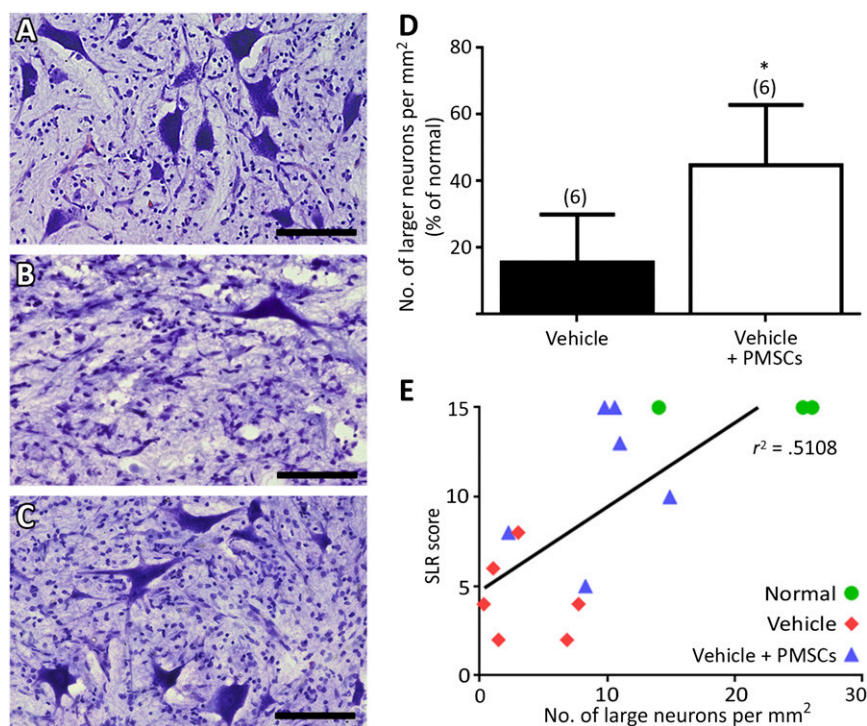 A
B
C
D
No. of larger neurons per mm²
(% of normal)
80
60
40
20
(6)
*
(6)
Vehicle
Vehicle
+ PMSCs
E
SLR score
15
10
5
0
r² = .5108
Normal
Vehicle
Vehicle + PMSCs
0
10
20
30
No. of large neurons per mm²